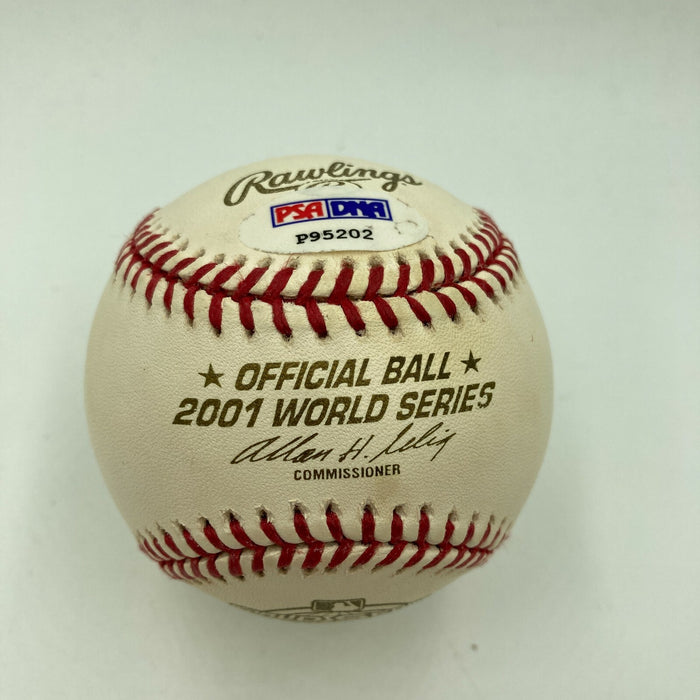 Rawlings
PSA DNA
P95202
★ OFFICIAL BALL ★
2001 WORLD SERIES
Allan H. Selig
COMMISSIONER